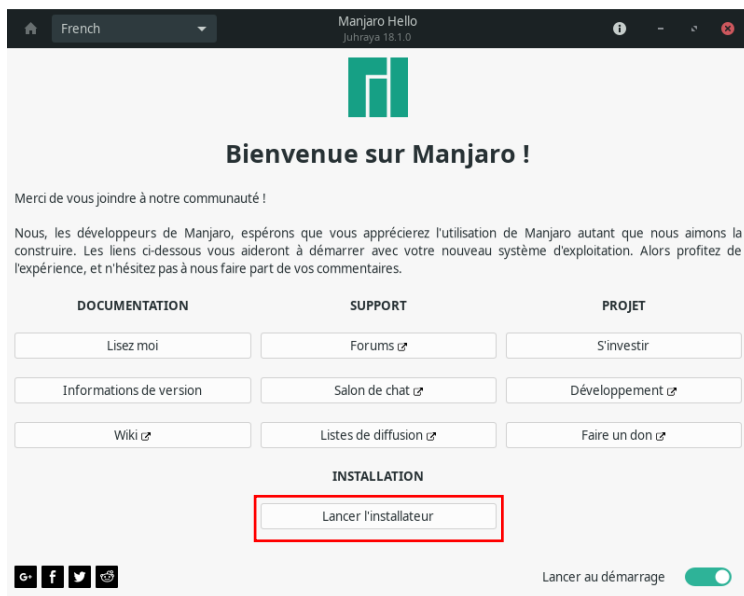 French
Manjaro Hello
Juhraya 18.1.0
Bienvenue sur Manjaro !
Merci de vous joindre à notre communauté !
Nous, les développeurs de Manjaro, espérons que vous apprécierez l'utilisation de Manjaro autant que nous aimons la
construire. Les liens ci-dessous vous aideront à démarrer avec votre nouveau système d'exploitation. Alors profitez de
l'expérience, et n'hésitez pas à nous faire part de vos commentaires.
DOCUMENTATION SUPPORT PROJET
Lisez moi Forums S'investir
Informations de version Salon de chat Développement
Wiki Listes de diffusion Faire un don
INSTALLATION
Lancer l'installateur
G+ Lancer au démarrage